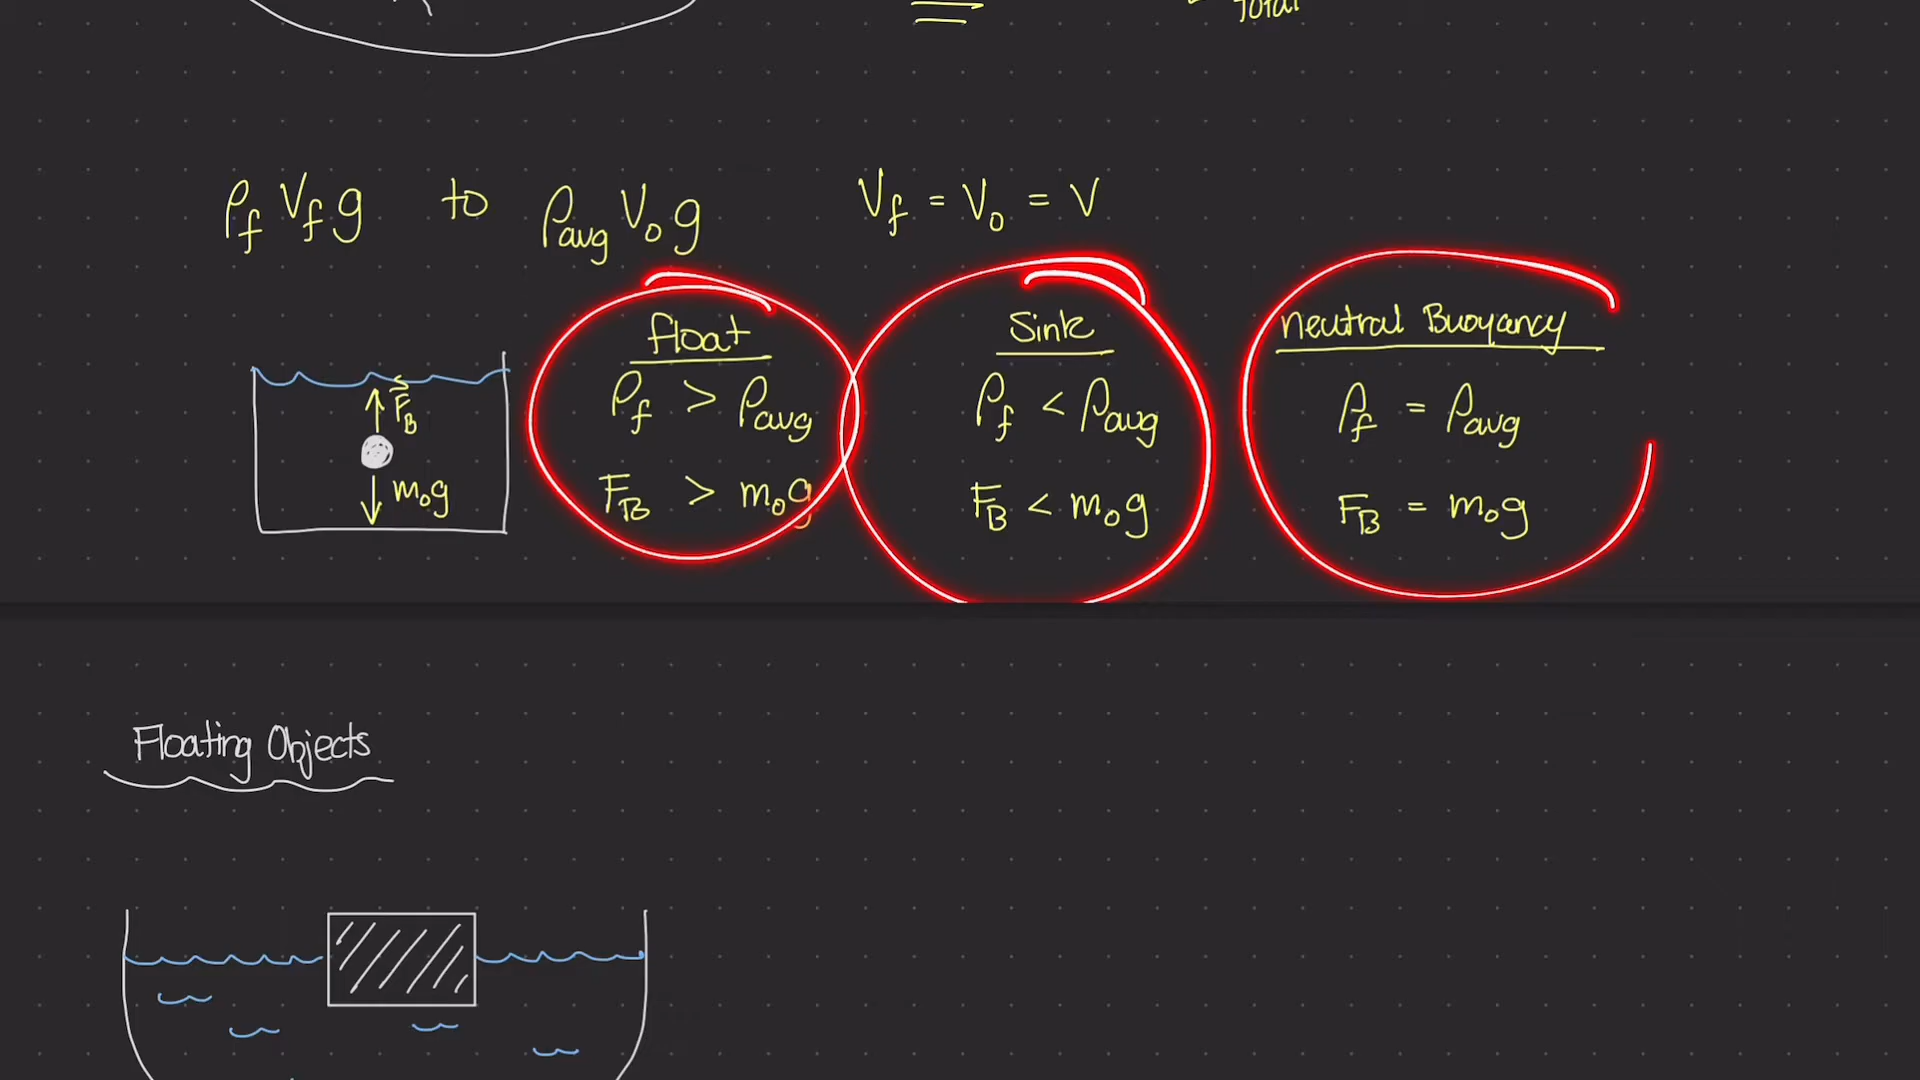 Total
ρf Vf g to ρavg Vo g Vf = Vo = V
float Sink neutral Buoyancy
ρf > ρavg ρf < ρavg ρf = ρavg
FB
mog FB > mog FB < mog FB = mog
Floating Objects